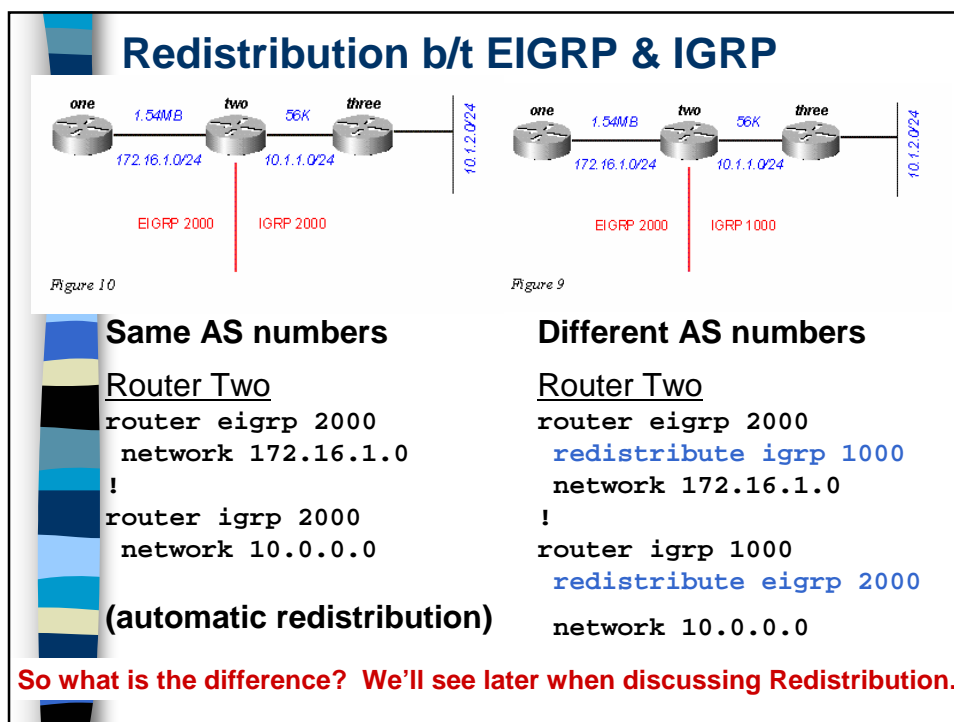 Redistribution b/t EIGRP & IGRP
one
1.54MB
two
56K
three
172.16.1.0/24
10.1.1.0/24
10.1.2.0/24
EIGRP 2000
IGRP 2000
Figure 10
one
1.54MB
two
56K
three
172.16.1.0/24
10.1.1.0/24
10.1.2.0/24
EIGRP 2000
IGRP 1000
Figure 9
Same AS numbers
Router Two
router eigrp 2000
network 172.16.1.0
!
router igrp 2000
network 10.0.0.0
(automatic redistribution)
Different AS numbers
Router Two
router eigrp 2000
redistribute igrp 1000
network 172.16.1.0
!
router igrp 1000
redistribute eigrp 2000
network 10.0.0.0
So what is the difference? We'll see later when discussing Redistribution.